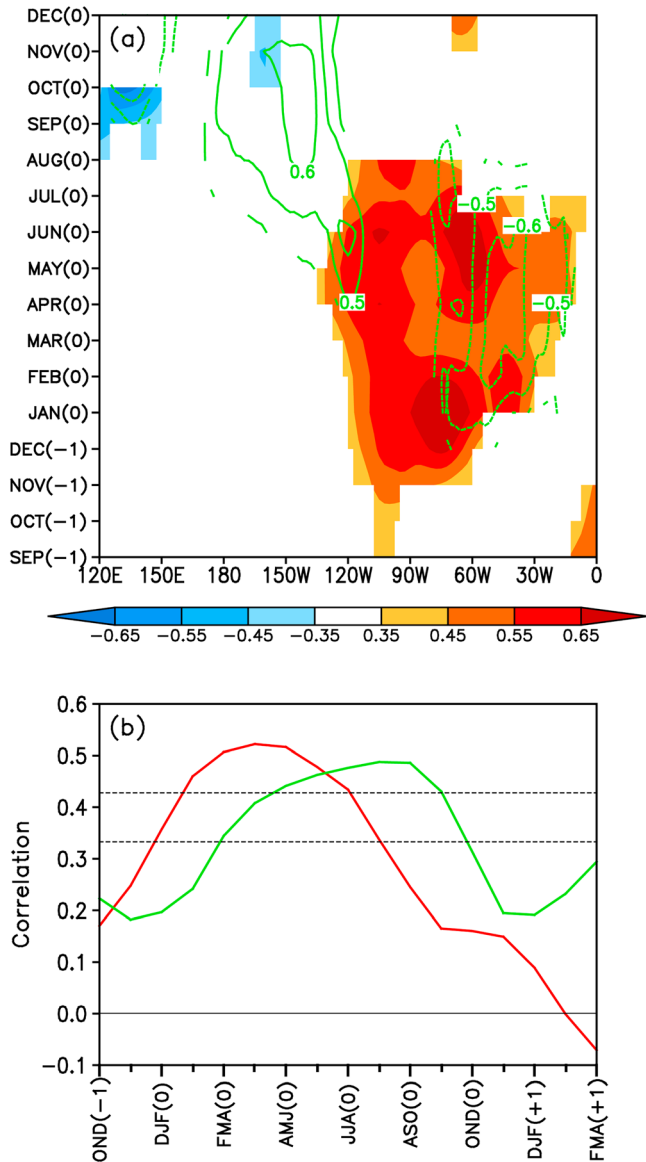 (a)
DEC(0)
NOV(0)
OCT(0)
SEP(0)
AUG(0)
JUL(0)
JUN(0)
MAY(0)
APR(0)
MAR(0)
FEB(0)
JAN(0)
DEC(−1)
NOV(−1)
OCT(−1)
SEP(−1)
0.6
−0.5
−0.6
0.5
−0.5
120E 150E 180 150W 120W 90W 60W 30W 0
−0.65 −0.55 −0.45 −0.35 0.35 0.45 0.55 0.65
(b)
Correlation
0.6
0.5
0.4
0.3
0.2
0.1
0.0
−0.1
OND(−1) DJF(0) FMA(0) AMJ(0) JJA(0) ASO(0) OND(0) DJF(+1) FMA(+1)